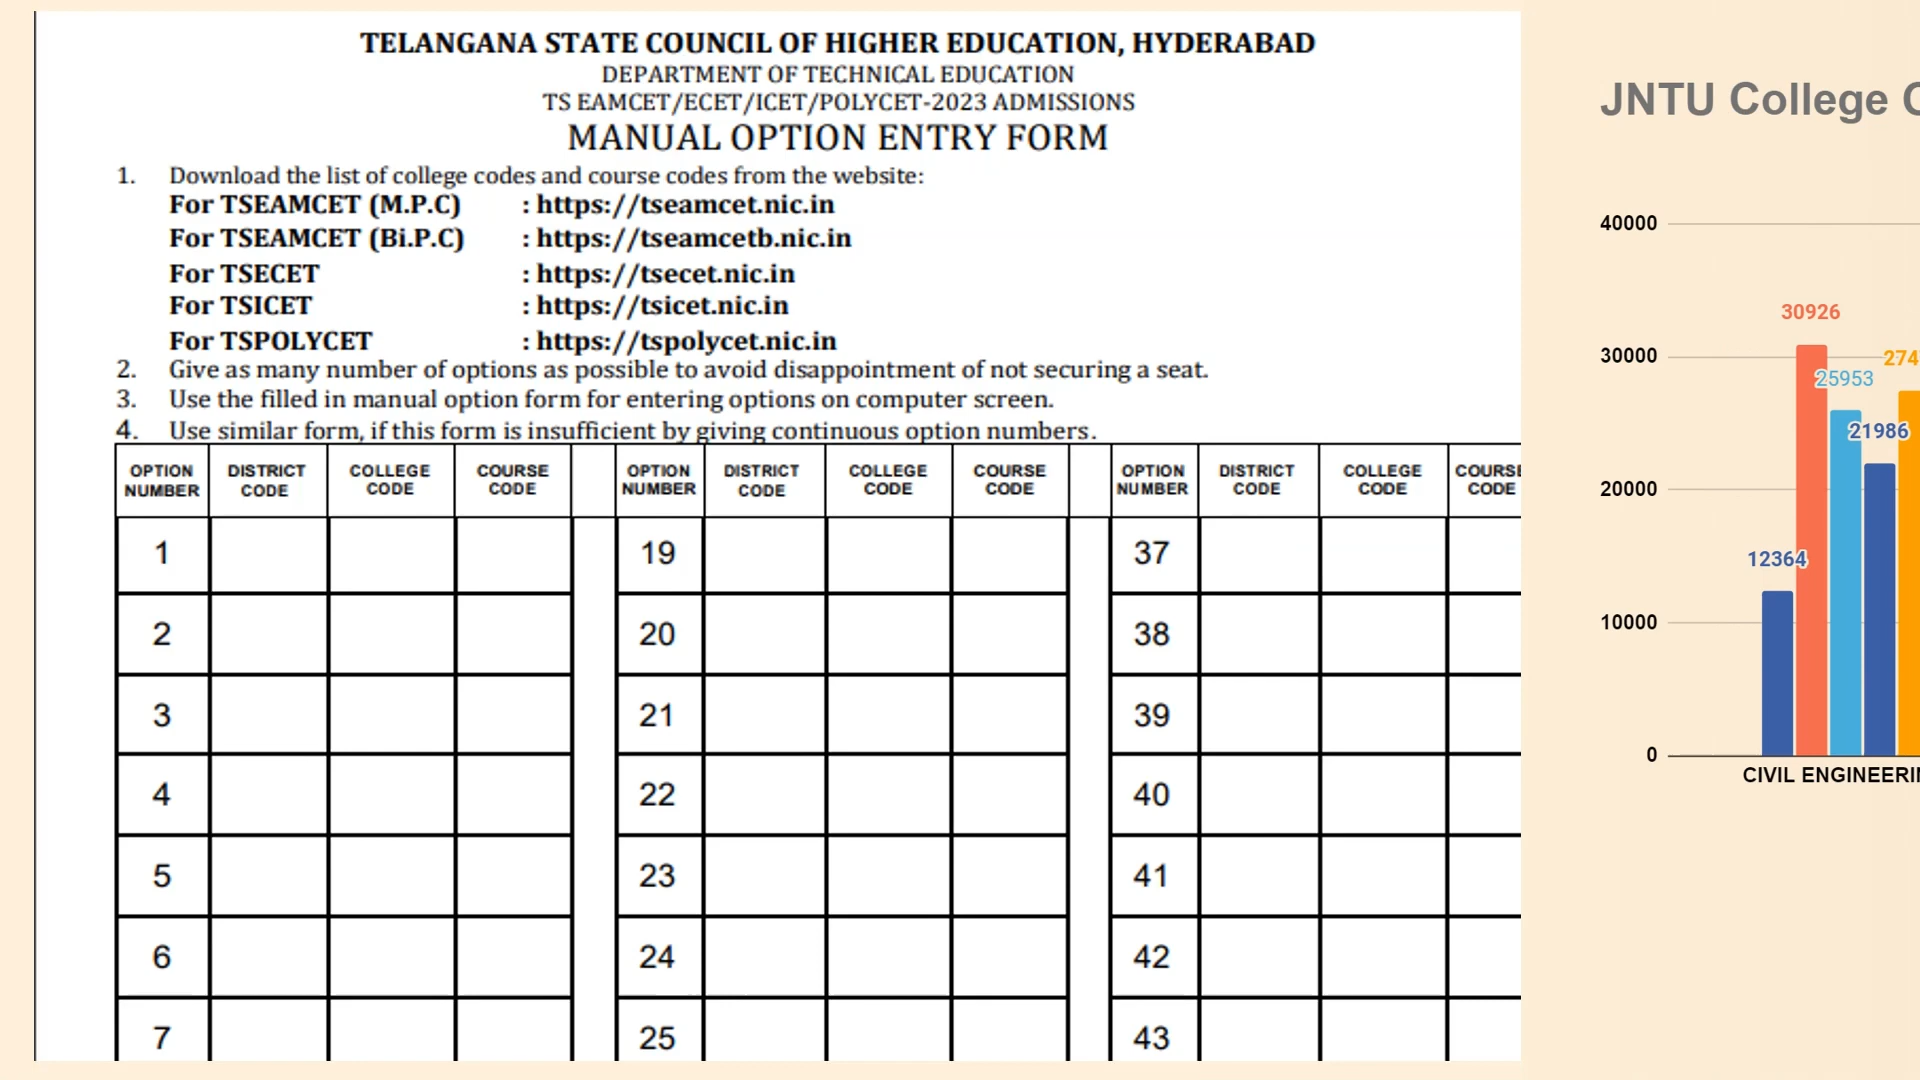 TELANGANA STATE COUNCIL OF HIGHER EDUCATION, HYDERABAD
DEPARTMENT OF TECHNICAL EDUCATION
TS EAMCET/ECET/ICET/POLYCET-2023 ADMISSIONS
MANUAL OPTION ENTRY FORM
1. Download the list of college codes and course codes from the website:
For TSEAMCET (M.P.C) : https://tseamcet.nic.in
For TSEAMCET (Bi.P.C) : https://tseamcetb.nic.in
For TSECET : https://tsecet.nic.in
For TSICET : https://tsicet.nic.in
For TSPOLYCET : https://tspolycet.nic.in
2. Give as many number of options as possible to avoid disappointment of not securing a seat.
3. Use the filled in manual option form for entering options on computer screen.
4. Use similar form, if this form is insufficient by giving continuous option numbers.
OPTION NUMBER DISTRICT CODE COLLEGE CODE COURSE CODE OPTION NUMBER DISTRICT CODE COLLEGE CODE COURSE CODE OPTION NUMBER DISTRICT CODE COLLEGE CODE COURSE CODE
1 19 37
2 20 38
3 21 39
4 22 40
5 23 41
6 24 42
7 25 43
JNTU College C
40000
30926
30000
274
25953
21986
20000
12364
10000
0
CIVIL ENGINEERIN